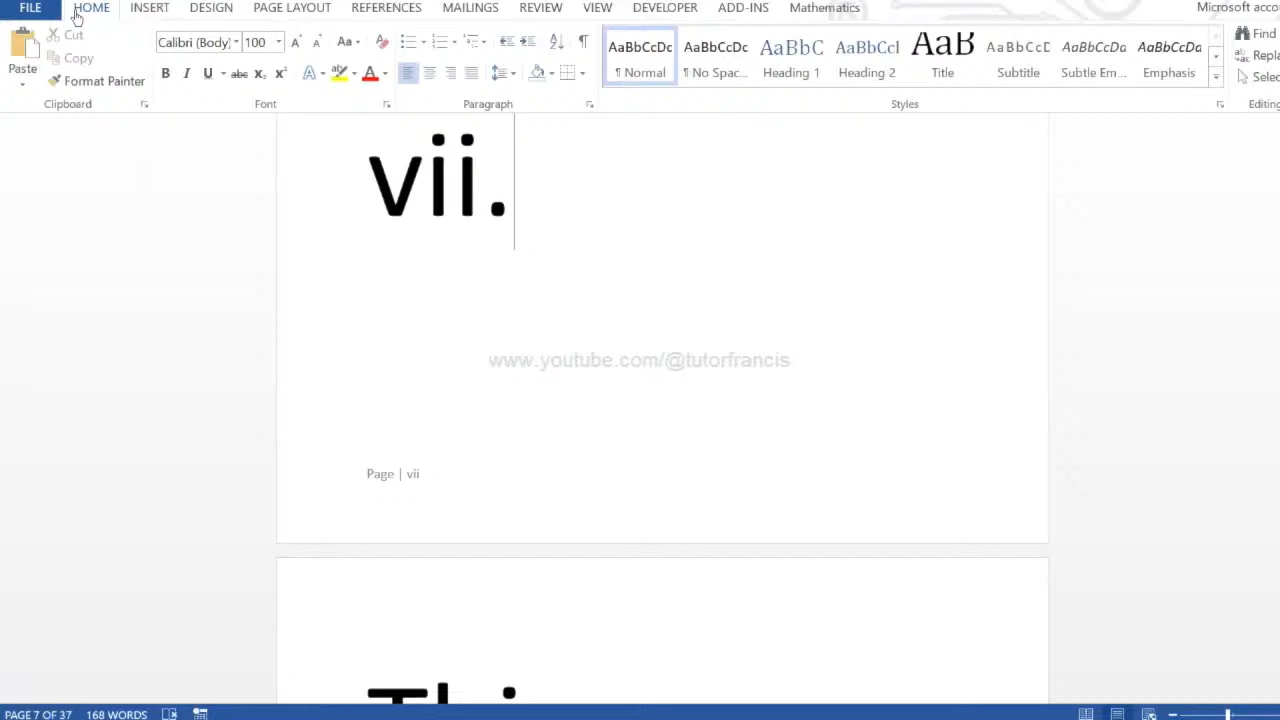 FILE HOME INSERT DESIGN PAGE LAYOUT REFERENCES MAILINGS REVIEW VIEW DEVELOPER ADD-INS Mathematics Microsoft acco
Cut
Copy
Format Painter
Paste
Clipboard
Calibri (Body) 100
Font
Paragraph
AaBbCcDc AaBbCcDc AaBbC AaBbCcI AaB AaBbCcD AaBbCcDa AaBbCcDa
¶ Normal ¶ No Spac... Heading 1 Heading 2 Title Subtitle Subtle Em... Emphasis
Styles
Find
Repla
Selec
Editing
vii.
www.youtube.com/@tutorfrancis
Page | vii
Thi
PAGE 7 OF 37 168 WORDS